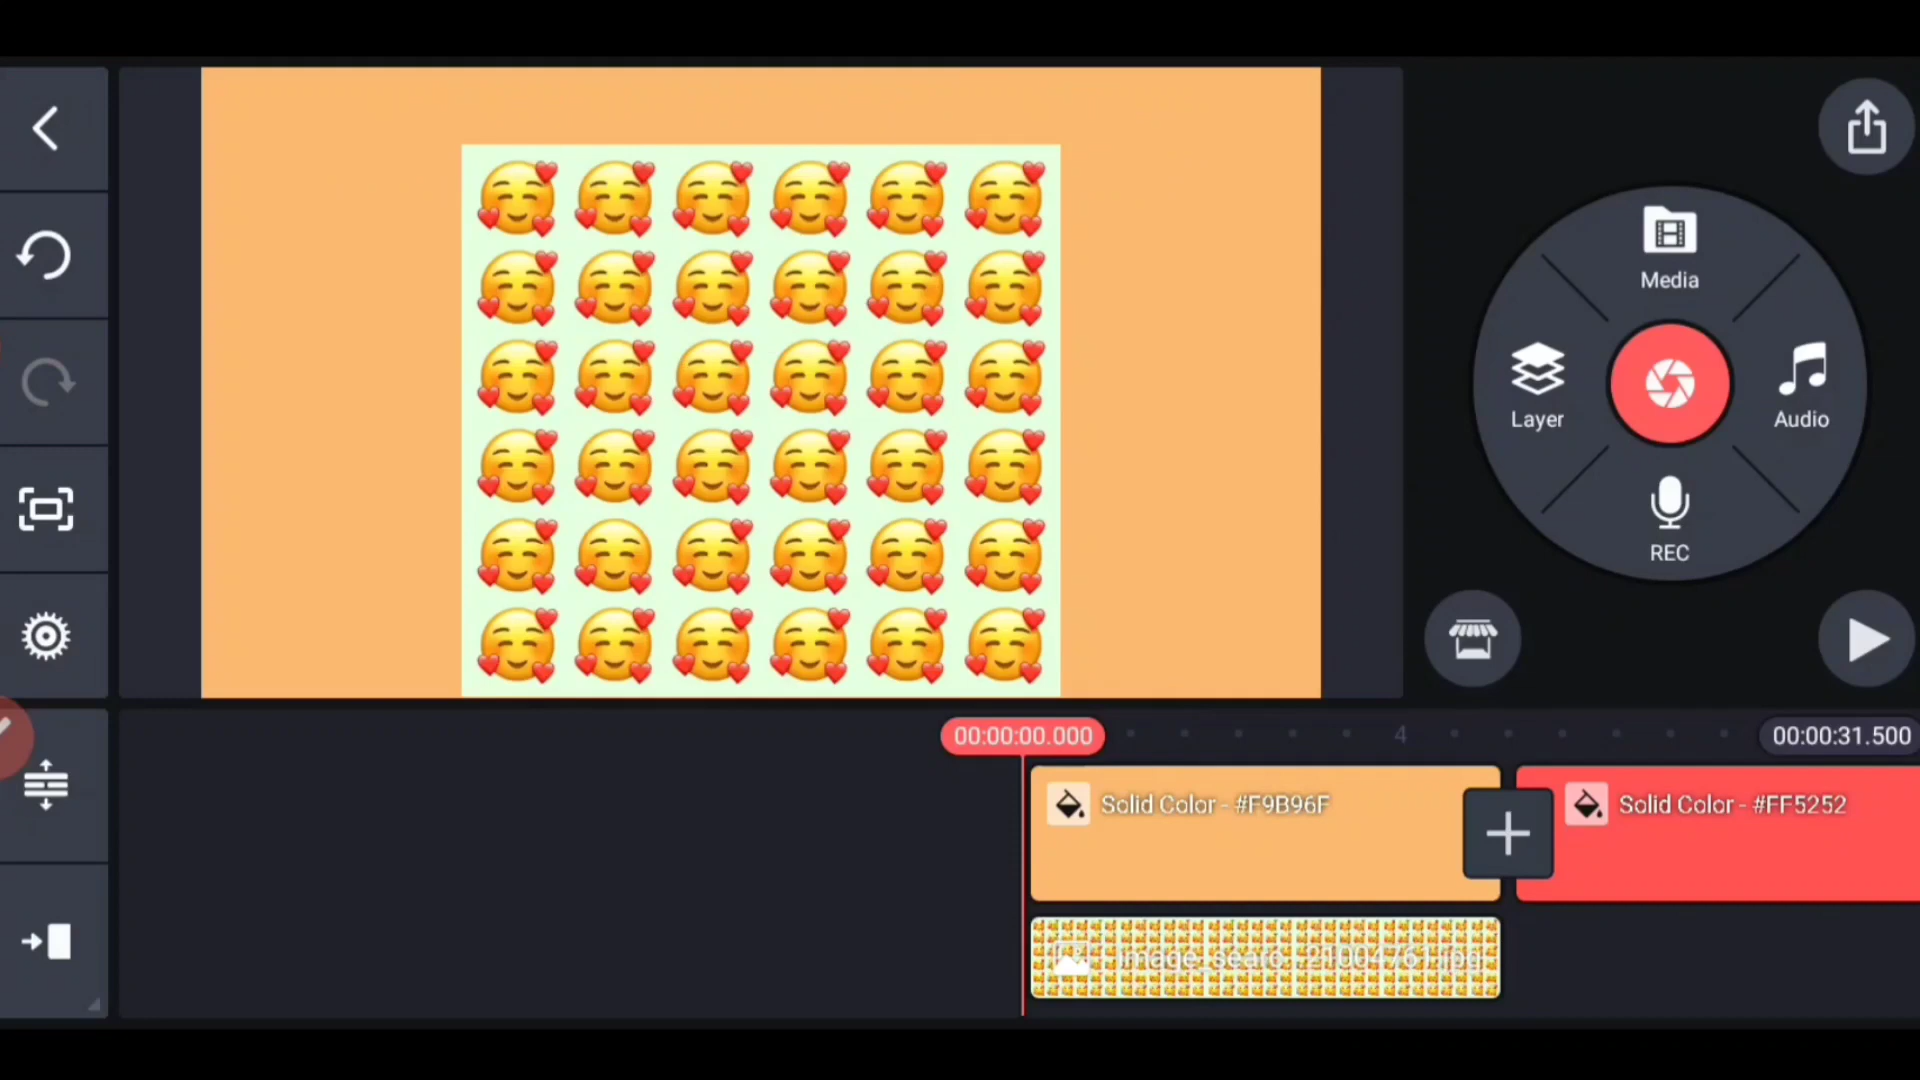 Media
Layer
Audio
REC
00:00:00.000
4
00:00:31.500
Solid Color - #F9B96F
Solid Color - #FF5252